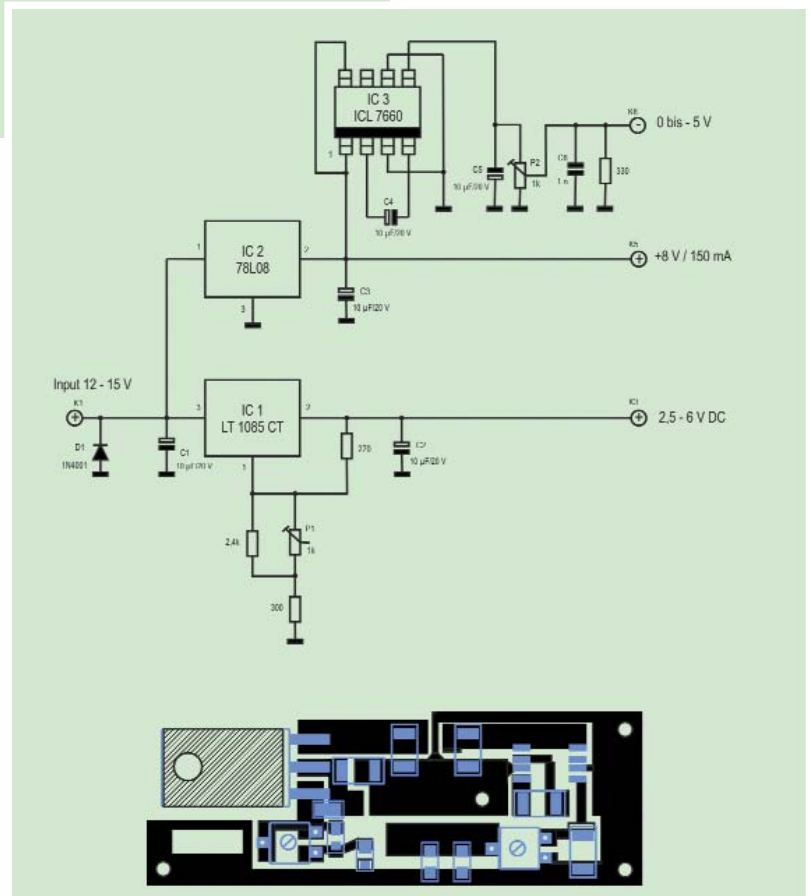 IC 3
ICL 7660
1
C4
10 µF/20 V
C5
10 µF/20 V
P2
1k
C6
1 n
330
K6
0 bis - 5 V
1
IC 2
78L08
2
3
C3
10 µF/20 V
K5
+8 V / 150 mA
Input 12 - 15 V
K1
D1
1N4001
C1
10 µF/20 V
3
IC 1
LT 1085 CT
2
1
270
C2
10 µF/20 V
2,5 - 6 V DC
2,4k
P1
1k
300